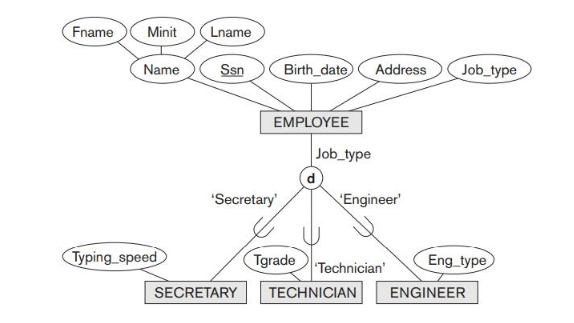 Fname Minit Lname
Name Ssn Birth_date Address Job_type
EMPLOYEE
Job_type
d
'Secretary' 'Engineer'
Typing_speed Tgrade 'Technician' Eng_type
SECRETARY TECHNICIAN ENGINEER